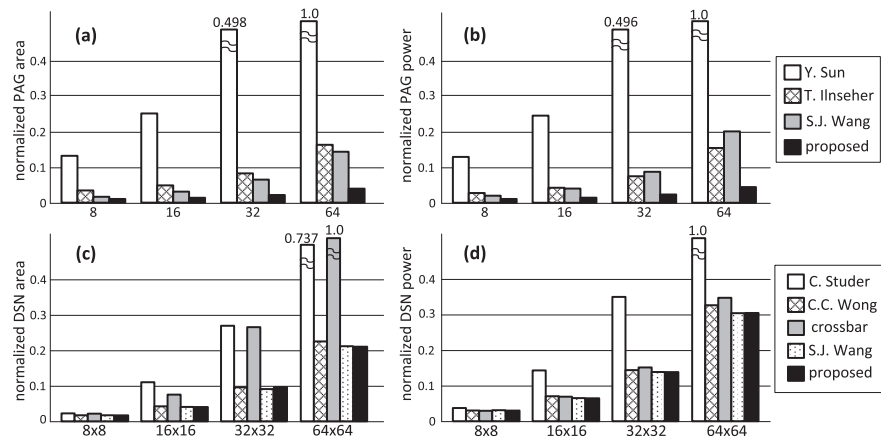 (a)
normalized PAG area
0.498
1.0
0.4
0.3
0.2
0.1
0
8
16
32
64
(b)
normalized PAG power
0.496
1.0
0.4
0.3
0.2
0.1
0
8
16
32
64
Y. Sun
T. Ilnseher
S.J. Wang
proposed
(c)
normalized DSN area
0.737
1.0
0.4
0.3
0.2
0.1
0
8x8
16x16
32x32
64x64
(d)
normalized DSN power
1.0
0.4
0.3
0.2
0.1
0
8x8
16x16
32x32
64x64
C. Studer
C.C. Wong
crossbar
S.J. Wang
proposed